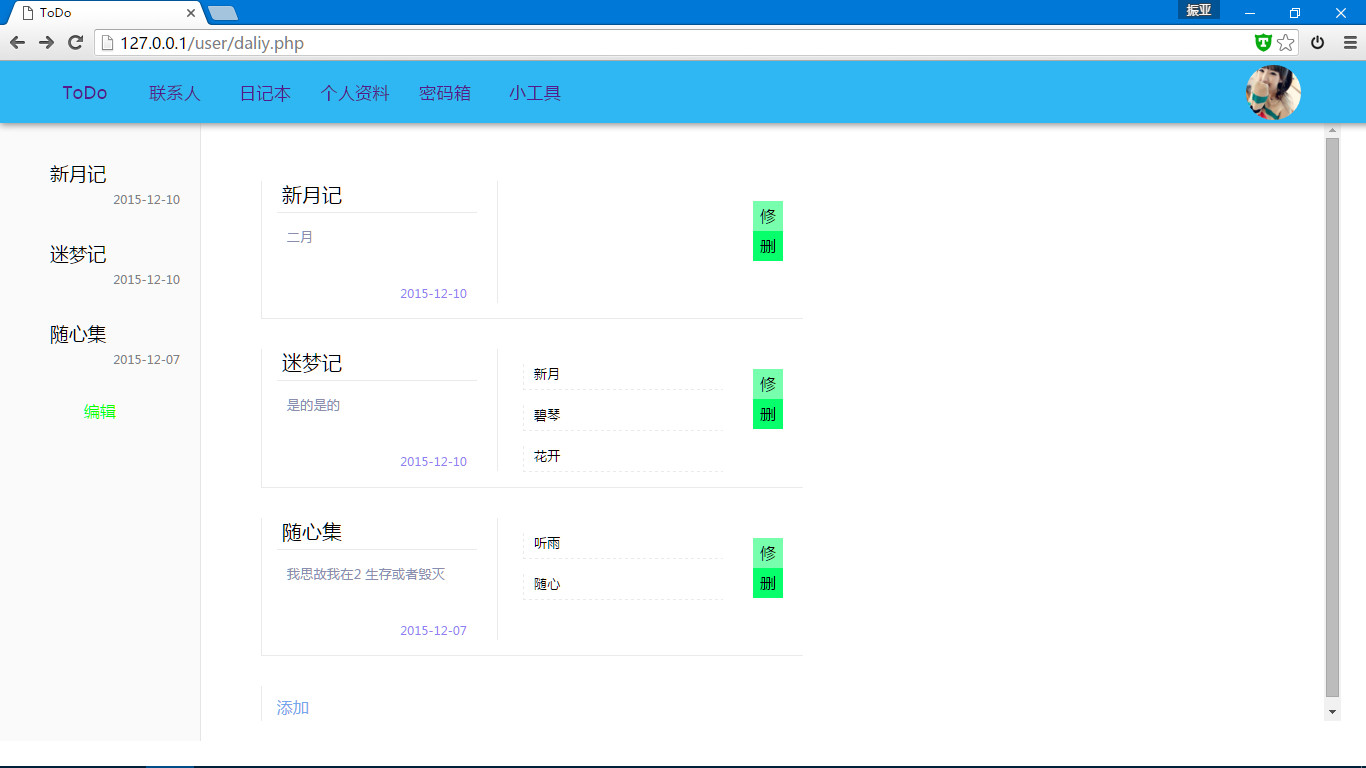 ToDo
振亚
127.0.0.1/user/daliy.php
ToDo 联系人 日记本 个人资料 密码箱 小工具
新月记
2015-12-10
迷梦记
2015-12-10
随心集
2015-12-07
编辑
新月记
二月
2015-12-10
修
删
迷梦记
是的是的
2015-12-10
新月
碧琴
花开
修
删
随心集
我思故我在2 生存或者毁灭
2015-12-07
听雨
随心
修
删
添加